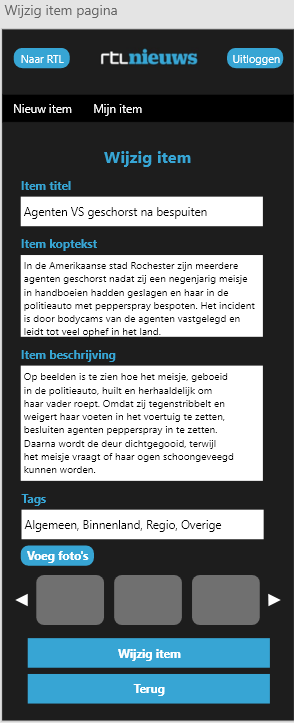 Wijzig item pagina
Naar RTL
rtlnieuws
Uitloggen
Nieuw item
Mijn item
Wijzig item
Item titel
Agenten VS geschorst na bespuiten
Item koptekst
In de Amerikaanse stad Rochester zijn meerdere
agenten geschorst nadat zij een negenjarig meisje
in handboeien hadden geslagen en haar in de
politieauto met pepperspray bespoten. Het incident
is door bodycams van de agenten vastgelegd en
leidt tot veel ophef in het land.
Item beschrijving
Op beelden is te zien hoe het meisje, geboeid
in de politieauto, huilt en herhaaldelijk om
haar vader roept. Omdat zij tegenstribbelt en
weigert haar voeten in het voertuig te zetten,
besluiten agenten pepperspray in te zetten.
Daarna wordt de deur dichtgegooid, terwijl
het meisje vraagt of haar ogen schoongeveegd
kunnen worden.
Tags
Algemeen, Binnenland, Regio, Overige
Voeg foto's
Wijzig item
Terug